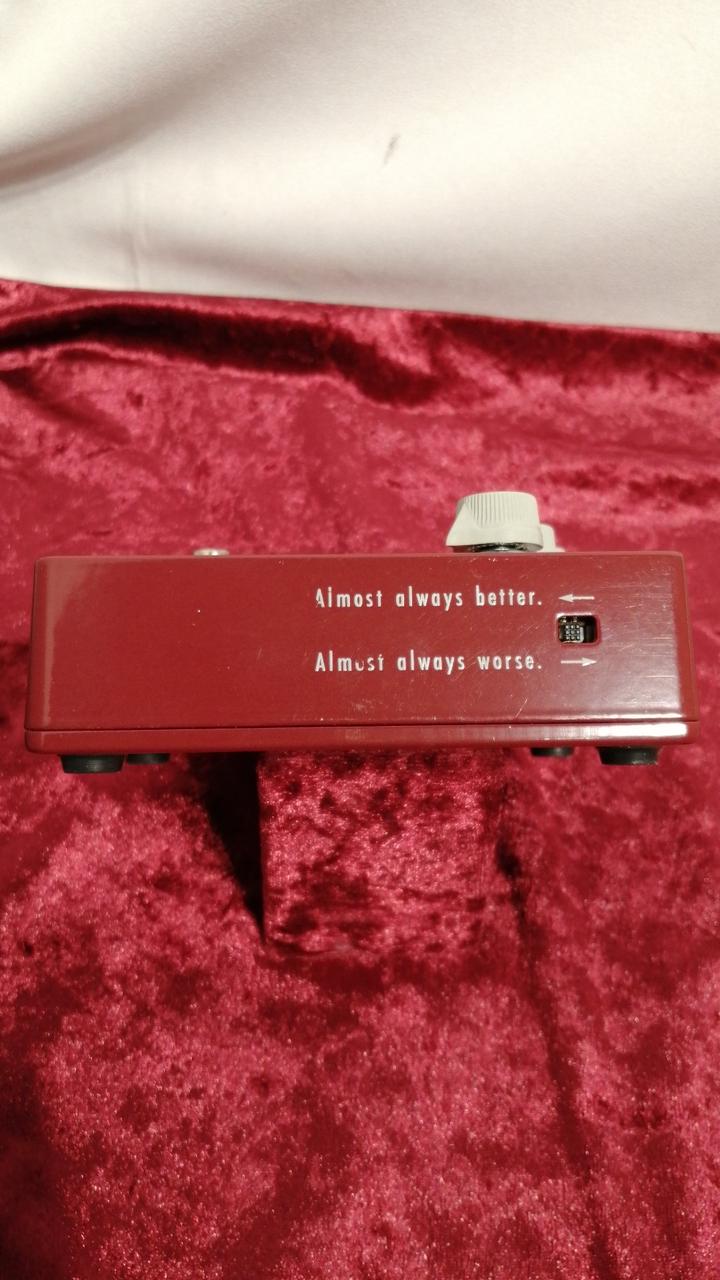 Almost always better. ←
Almost always worse. →